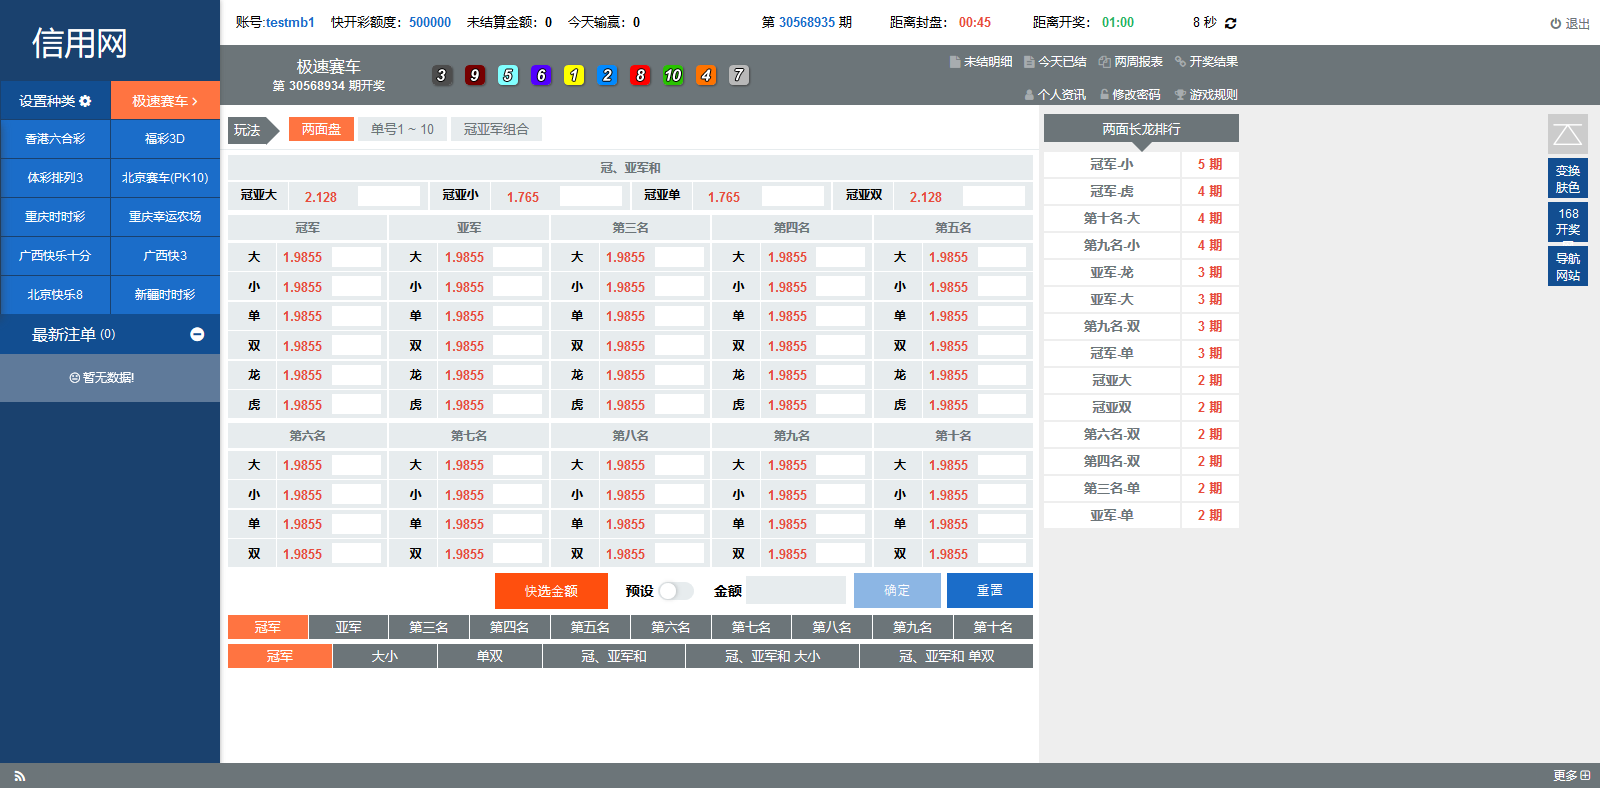 信用网
设置种类 极速赛车
香港六合彩 福彩3D
体彩排列3 北京赛车(PK10)
重庆时时彩 重庆幸运农场
广西快乐十分 广西快3
北京快乐8 新疆时时彩
最新注单 (0)
暂无数据!
账号:testmb1 快开彩额度: 500000 未结算金额: 0 今天输赢: 0 第 30568935 期 距离封盘: 00:45 距离开奖: 01:00 8 秒 退出
极速赛车
第 30568934 期开奖
3 9 5 6 1 2 8 10 4 7
未结明细 今天已结 两周报表 开奖结果
个人资讯 修改密码 游戏规则
玩法 两面盘 单号1 ~ 10 冠亚军组合
冠、亚军和
冠亚大 2.128 冠亚小 1.765 冠亚单 1.765 冠亚双 2.128
冠军 亚军 第三名 第四名 第五名
大 1.9855 大 1.9855 大 1.9855 大 1.9855 大 1.9855
小 1.9855 小 1.9855 小 1.9855 小 1.9855 小 1.9855
单 1.9855 单 1.9855 单 1.9855 单 1.9855 单 1.9855
双 1.9855 双 1.9855 双 1.9855 双 1.9855 双 1.9855
龙 1.9855 龙 1.9855 龙 1.9855 龙 1.9855 龙 1.9855
虎 1.9855 虎 1.9855 虎 1.9855 虎 1.9855 虎 1.9855
第六名 第七名 第八名 第九名 第十名
大 1.9855 大 1.9855 大 1.9855 大 1.9855 大 1.9855
小 1.9855 小 1.9855 小 1.9855 小 1.9855 小 1.9855
单 1.9855 单 1.9855 单 1.9855 单 1.9855 单 1.9855
双 1.9855 双 1.9855 双 1.9855 双 1.9855 双 1.9855
快选金额 预设 金额 确定 重置
冠军 亚军 第三名 第四名 第五名 第六名 第七名 第八名 第九名 第十名
冠军 大小 单双 冠、亚军和 冠、亚军和 大小 冠、亚军和 单双
两面长龙排行
冠军-小 5 期
冠军-虎 4 期
第十名-大 4 期
第九名-小 4 期
亚军-龙 3 期
亚军-大 3 期
第九名-双 3 期
冠军-单 3 期
冠亚大 2 期
冠亚双 2 期
第六名-双 2 期
第四名-双 2 期
第三名-单 2 期
亚军-单 2 期
变换
肤色
168
开奖
导航
网站
更多